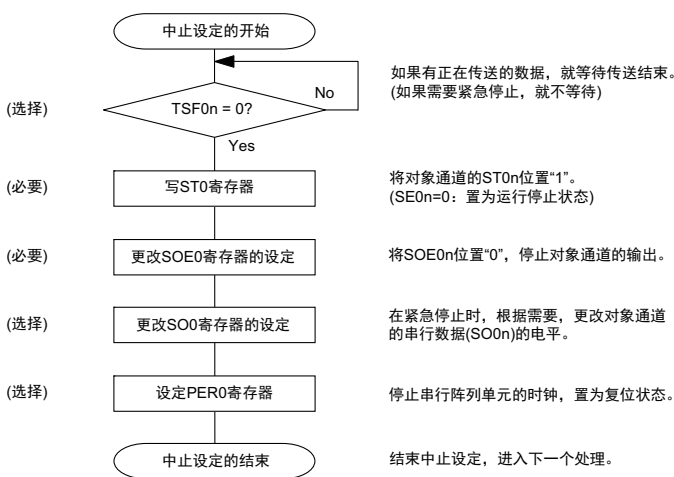 中止设定的开始
如果有正在传送的数据，就等待传送结束。
(如果需要紧急停止，就不等待)
(选择)
TSF0n = 0?
No
Yes
(必要)
写ST0寄存器
将对象通道的ST0n位置“1”。
(SE0n=0：置为运行停止状态)
(必要)
更改SOE0寄存器的设定
将SOE0n位置“0”，停止对象通道的输出。
(选择)
更改SO0寄存器的设定
在紧急停止时，根据需要，更改对象通道
的串行数据(SO0n)的电平。
(选择)
设定PER0寄存器
停止串行阵列单元的时钟，置为复位状态。
中止设定的结束
结束中止设定，进入下一个处理。